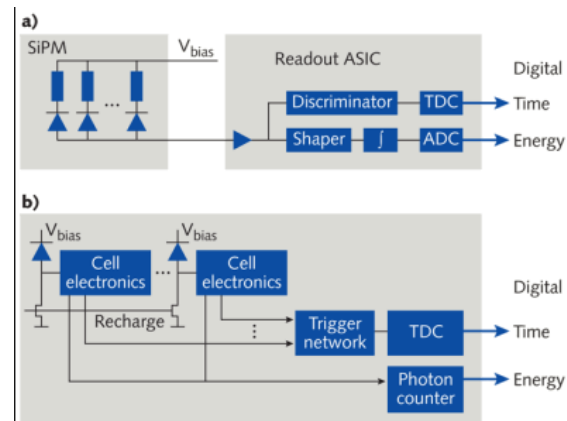 a)
SiPM
V_bias
Readout ASIC
Digital
...
Discriminator
TDC
Time
Shaper
∫
ADC
Energy
b)
V_bias
V_bias
Cell
electronics
...
Cell
electronics
Digital
Recharge
⋮
Trigger
network
TDC
Time
Photon
counter
Energy